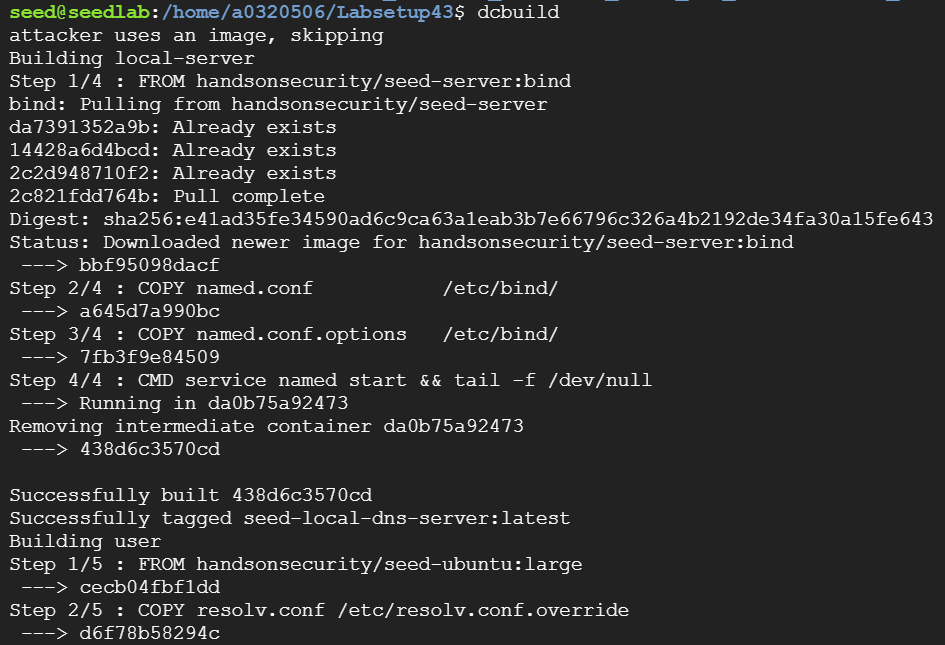 seed@seedlab:/home/a0320506/Labsetup43$ dcbuild
attacker uses an image, skipping
Building local-server
Step 1/4 : FROM handsonsecurity/seed-server:bind
bind: Pulling from handsonsecurity/seed-server
da7391352a9b: Already exists
14428a6d4bcd: Already exists
2c2d948710f2: Already exists
2c821fdd764b: Pull complete
Digest: sha256:e41ad35fe34590ad6c9ca63a1eab3b7e66796c326a4b2192de34fa30a15fe643
Status: Downloaded newer image for handsonsecurity/seed-server:bind
 ---> bbf95098dacf
Step 2/4 : COPY named.conf           /etc/bind/
 ---> a645d7a990bc
Step 3/4 : COPY named.conf.options   /etc/bind/
 ---> 7fb3f9e84509
Step 4/4 : CMD service named start && tail -f /dev/null
 ---> Running in da0b75a92473
Removing intermediate container da0b75a92473
 ---> 438d6c3570cd
Successfully built 438d6c3570cd
Successfully tagged seed-local-dns-server:latest
Building user
Step 1/5 : FROM handsonsecurity/seed-ubuntu:large
 ---> cecb04fbf1dd
Step 2/5 : COPY resolv.conf /etc/resolv.conf.override
 ---> d6f78b58294c